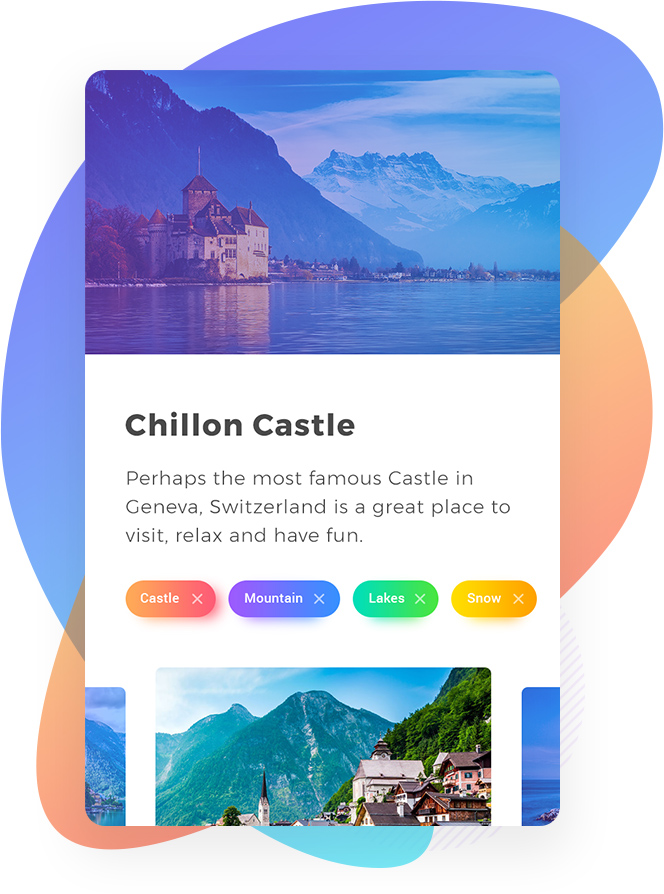 Chillon Castle
Perhaps the most famous Castle in
Geneva, Switzerland is a great place to
visit, relax and have fun.
Castle Mountain Lakes Snow